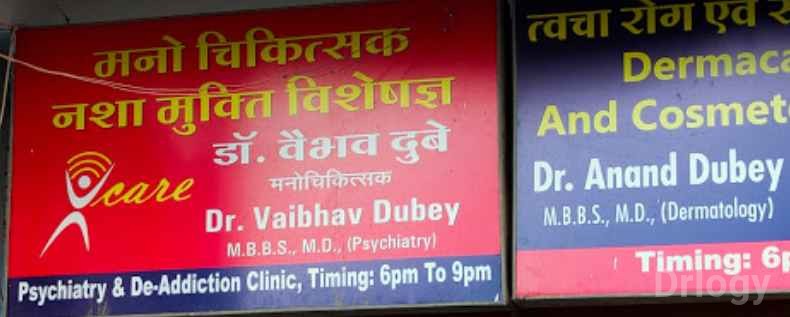 मनो चिकित्सक
नशा मुक्ति विशेषज्ञ
डॉ. वैभव दुबे
मनोचिकित्सक
care
Dr. Vaibhav Dubey
M.B.B.S., M.D., (Psychiatry)
Psychiatry & De-Addiction Clinic, Timing: 6pm To 9pm
त्वचा रोग एवं
Dermaca
And Cosmet
Dr. Anand Dubey
M.B.B.S., M.D., (Dermatology)
Timing: 6p
Drlogy